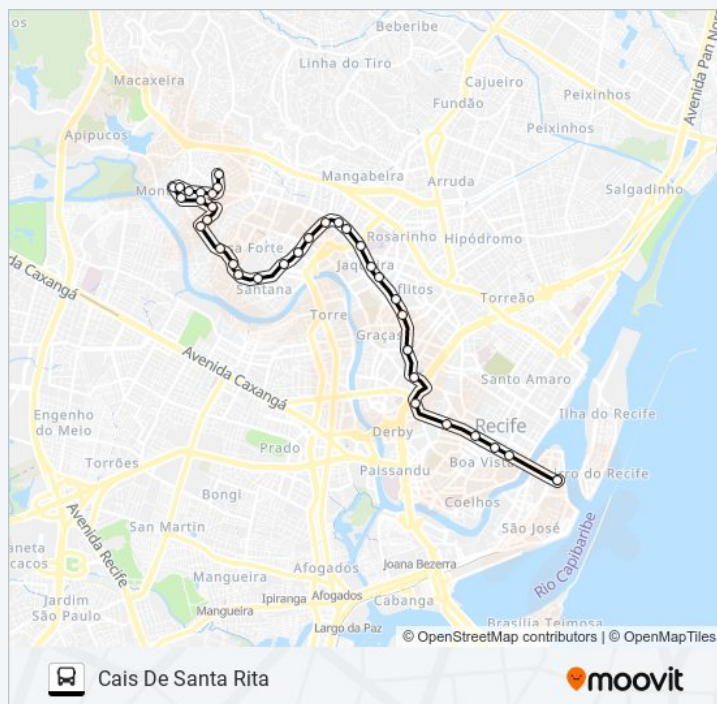 Beberibe
Linha do Tiro
Avenida Pan Nor
Macaxeira
Cajueiro
Fundão
Peixinhos
Apipucos
Peixinhos
Mangabeira
Arruda
Salgadinho
Mon
Rosarinho
Hipódromo
sa Forte
Jaqueira
da Caxangá
Santana
flitos
Torreão
Torre
Graças
Avenida Caxangá
Santo Amaro
Engenho
do Meio
Recife
Ilha do Recife
Derby
Prado
Torrões
Boa Vista
rro do Recife
Paissandu
Bongi
Coelhos
São José
San Martin
Avenida Recife
Rio Capibaribe
aneta
cacos
Afogados
Joana Bezerra
Mangueira
Jardim
São Paulo
Ipiranga
Afogados
Cabanga
Mangueira
Largo da Paz
Brasília Teimosa
© OpenStreetMap contributors | © OpenMapTiles
Cais De Santa Rita
moovit